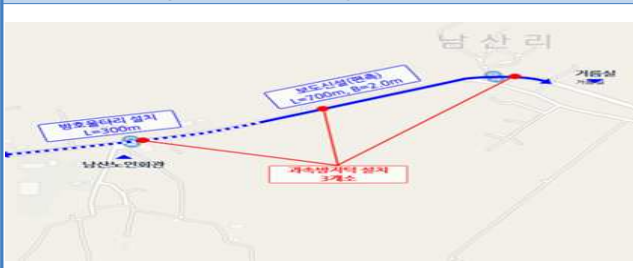 남산리
거름실
보도신설(편측)
L=700m, B=2.0m
방호울타리 설치
L=300m
남산노인회관
과속방지턱 설치
3개소